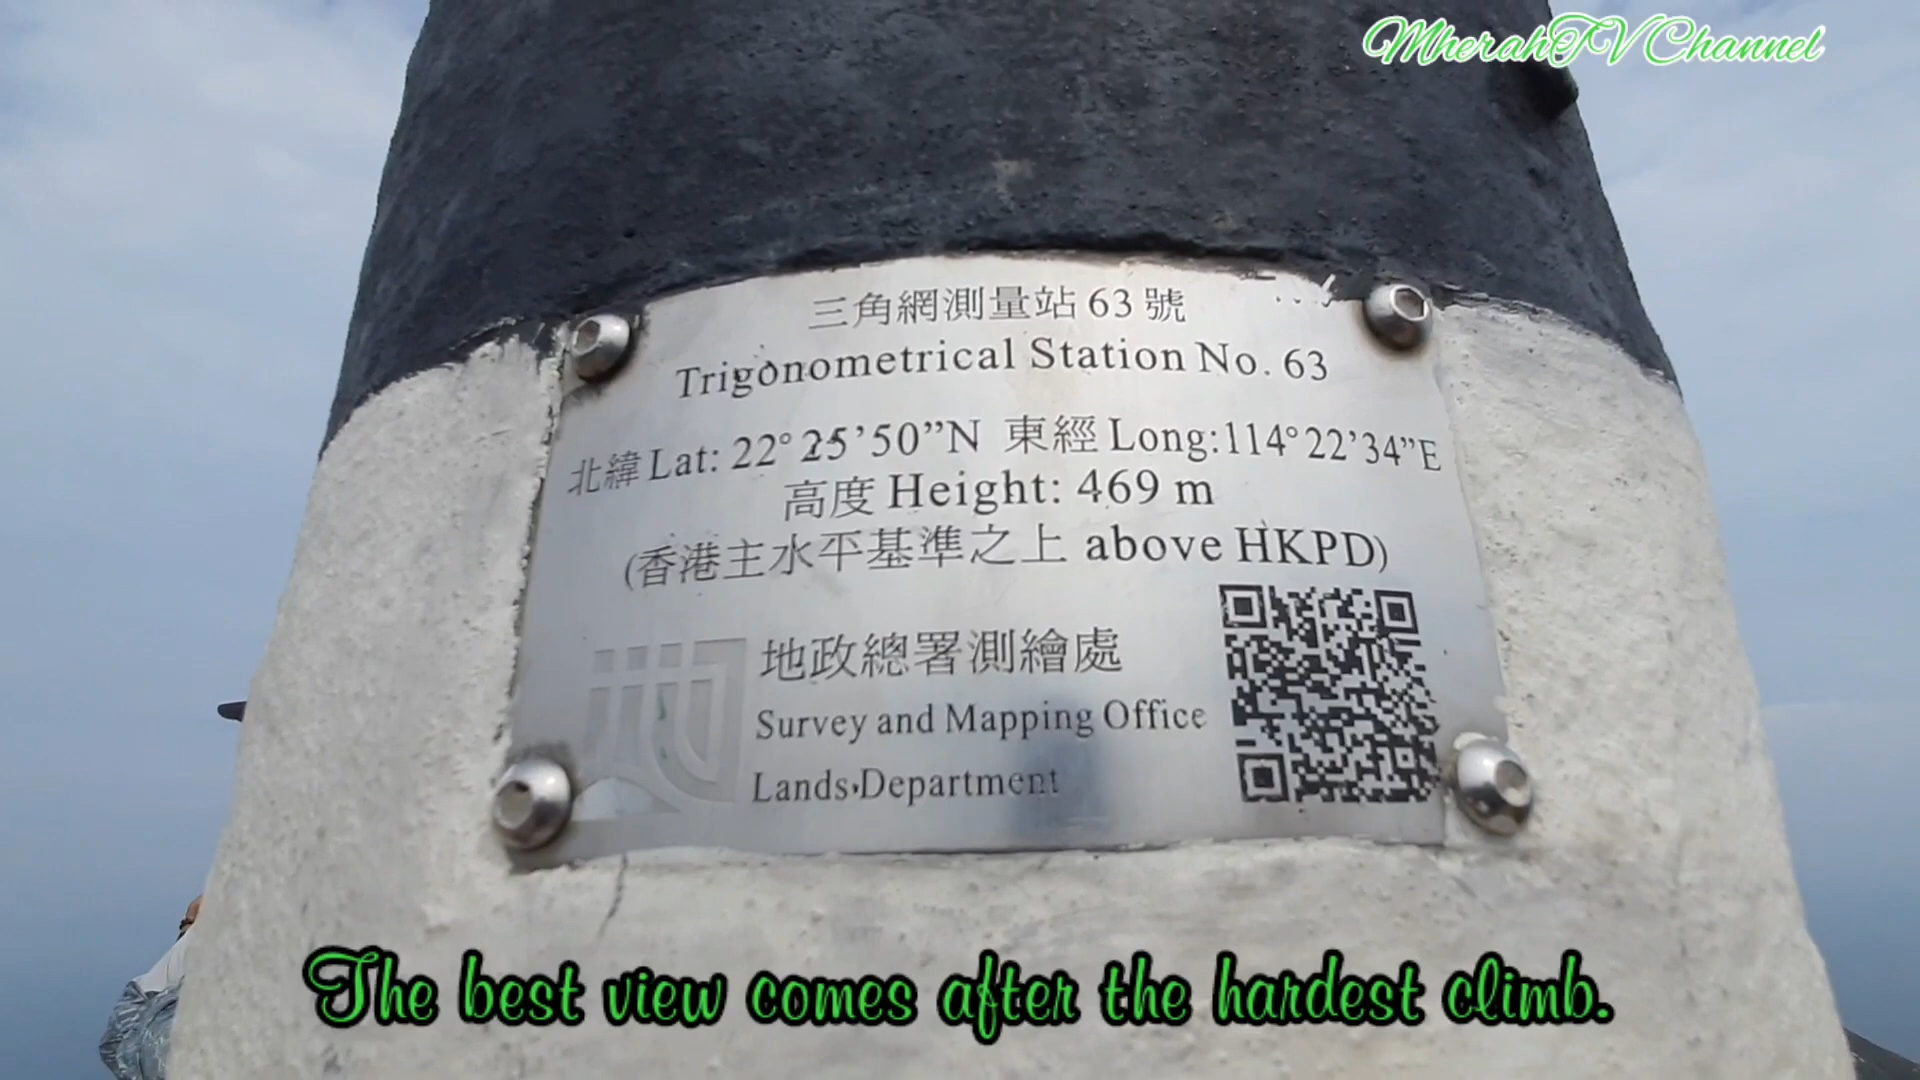 MherahTVChannel
三角網測量站 63 號
Trigonometrical Station No. 63
北緯 Lat: 22° 25’50”N 東經 Long:114° 22’34”E
高度 Height: 469 m
(香港主水平基準之上 above HKPD)
地政總署測繪處
Survey and Mapping Office
Lands Department
The best view comes after the hardest climb.